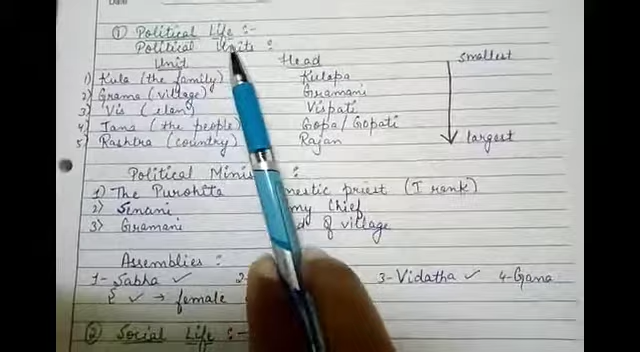 Date
① Political Life :-
Political Units :
Unit Head smallest
1) Kula (the family) Kulapa
2) Grama (village) Gramani
3) Vis (clan) Vispati
4) Jana (the people) Gopa/Gopati
5) Rashtra (country) Rajan largest
Political Minis :
1) The Purohita mestic priest (I rank)
2) Sinani my Chief
3) Gramani d of village
Assemblies :
1- Sabha ✓ 2- 3- Vidatha ✓ 4- Gana
✓ → female
② Social Life :-